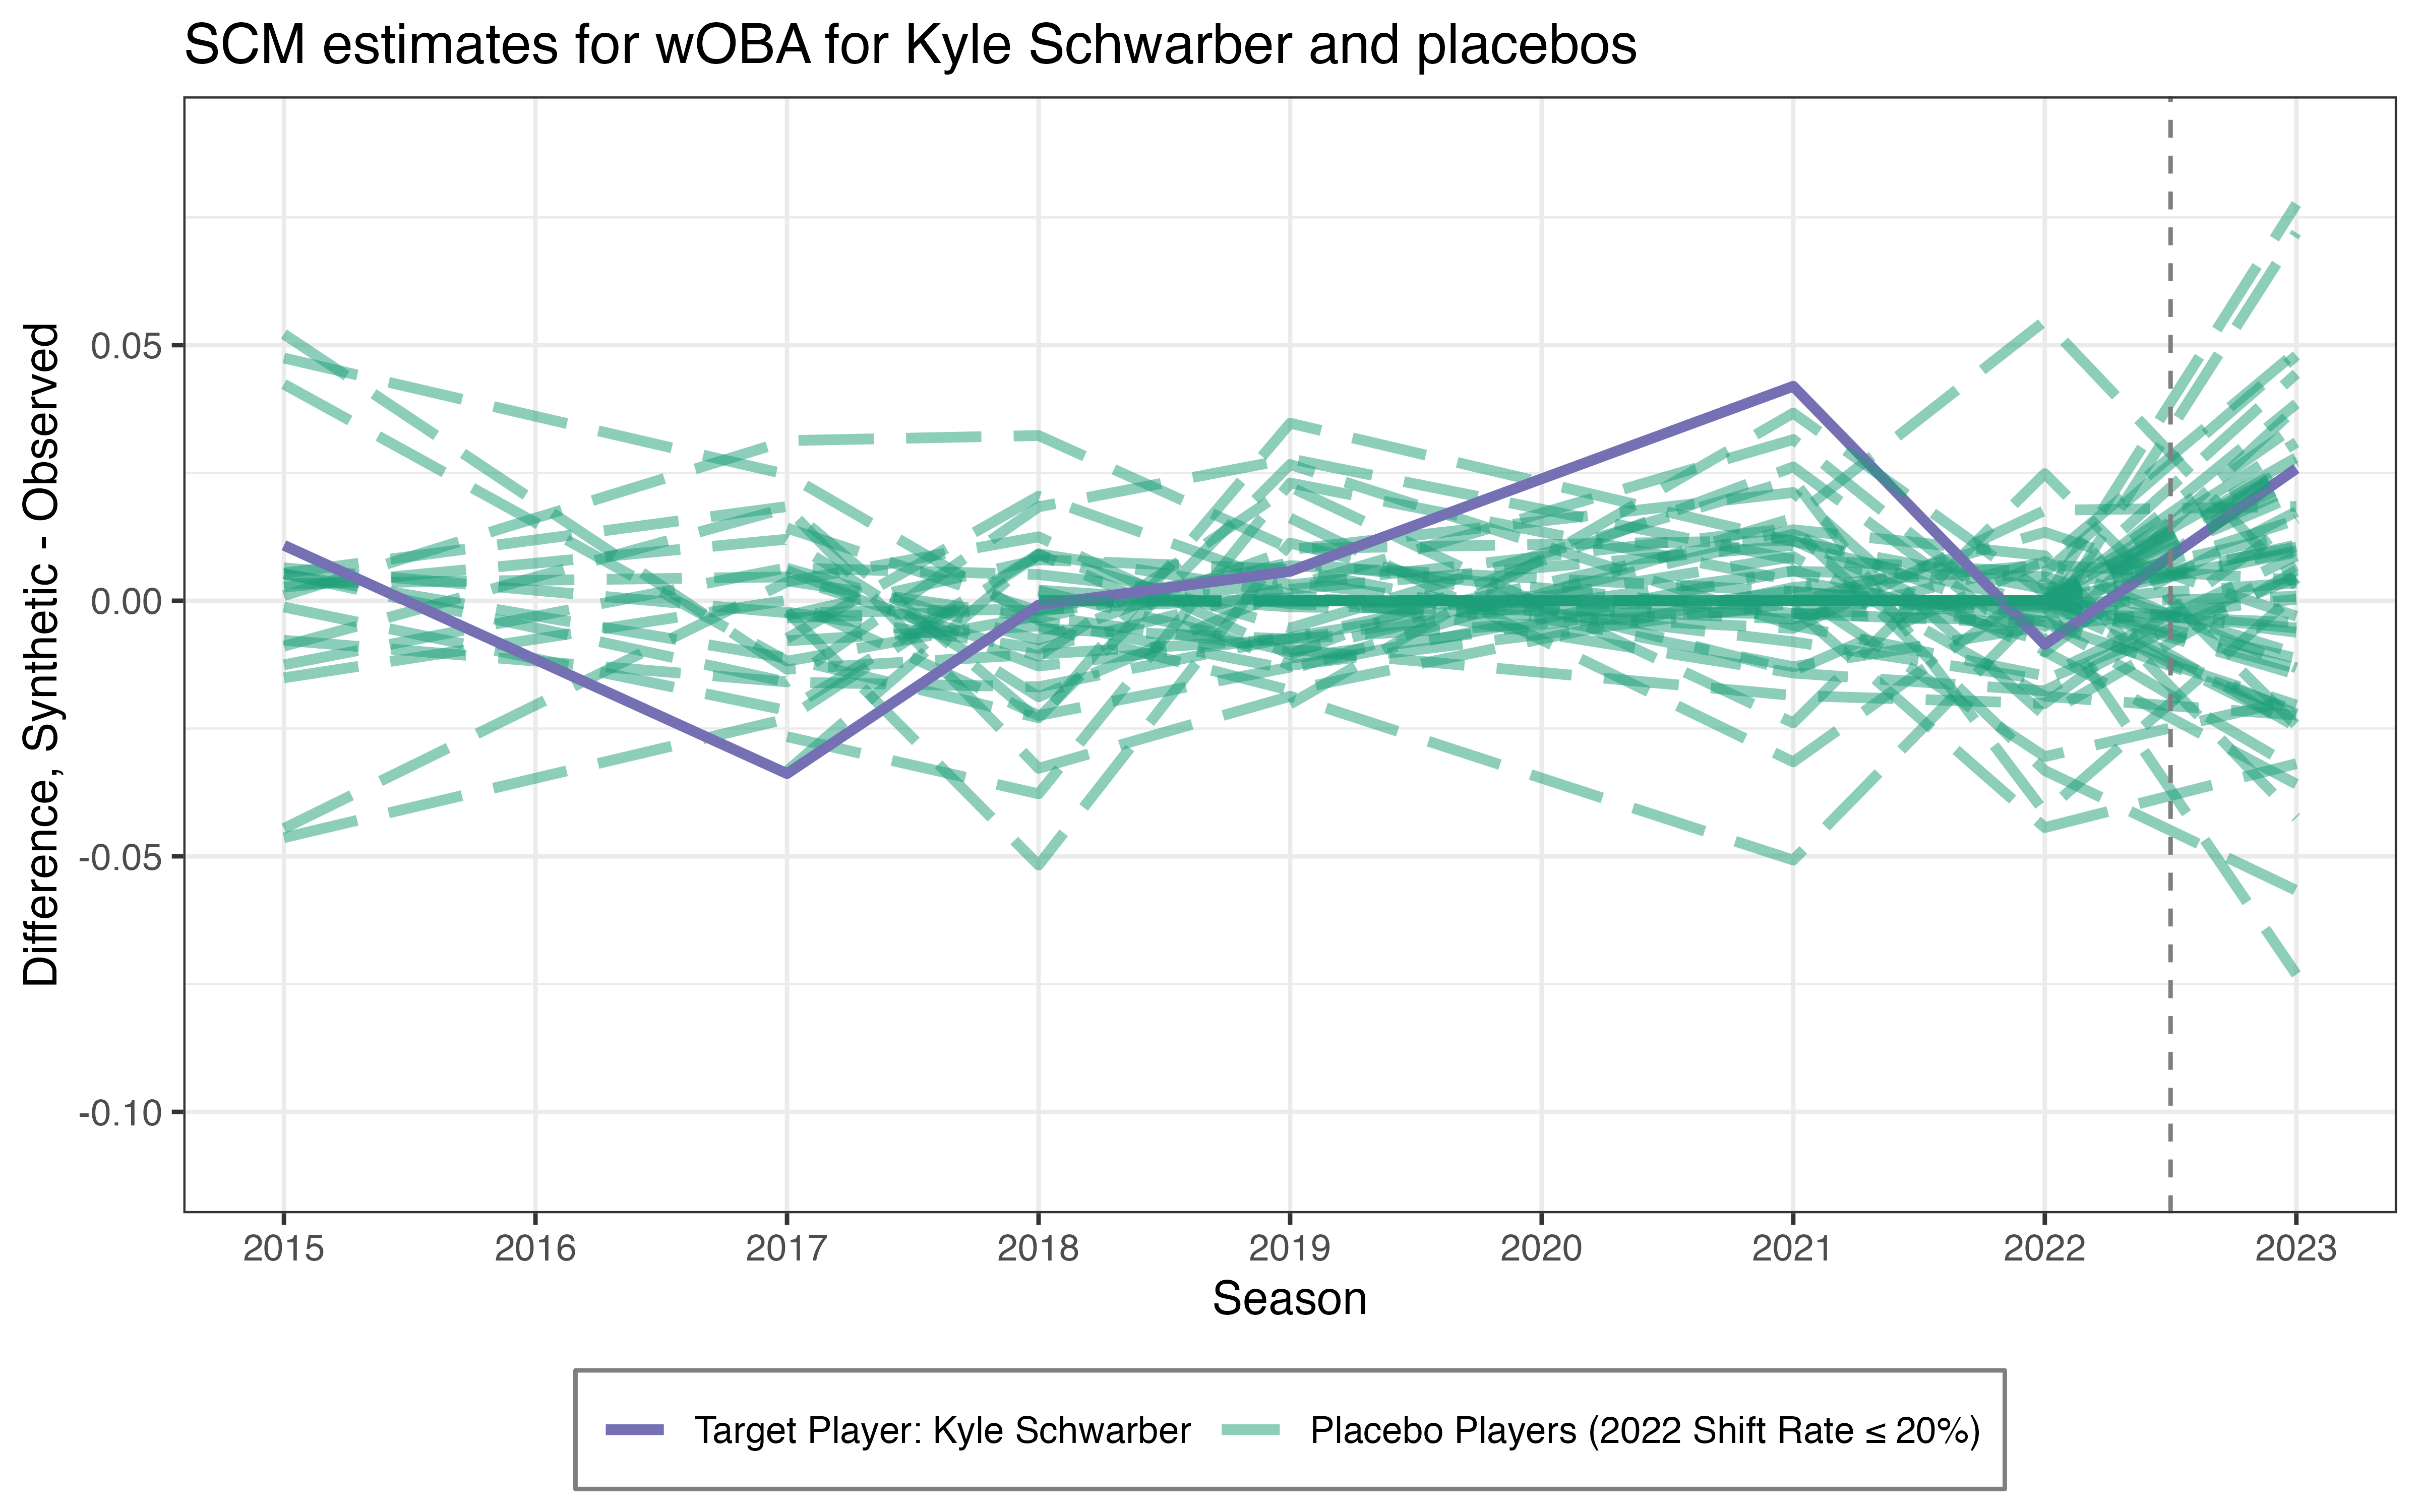 SCM estimates for wOBA for Kyle Schwarber and placebos
Difference, Synthetic - Observed
0.05
0.00
-0.05
-0.10
2015 2016 2017 2018 2019 2020 2021 2022 2023
Season
Target Player: Kyle Schwarber Placebo Players (2022 Shift Rate ≤ 20%)